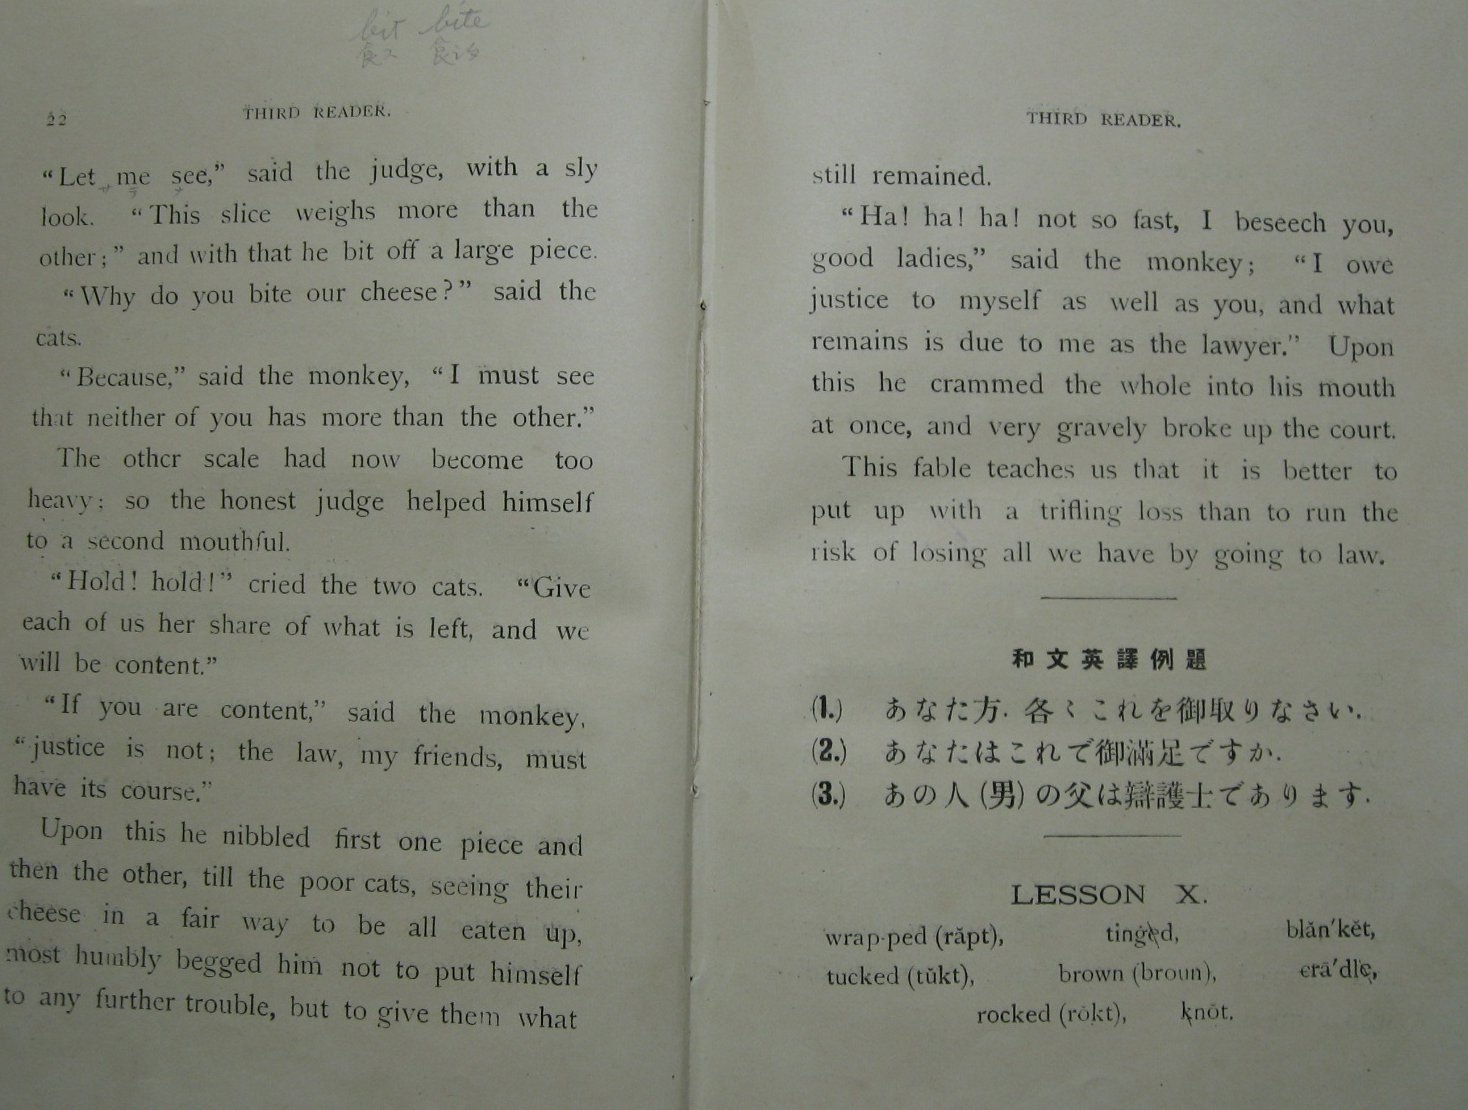 bit bite
22 THIRD READER.
“Let me see,” said the judge, with a sly
look. “This slice weighs more than the
other;” and with that he bit off a large piece.
“Why do you bite our cheese?” said the
cats.
“Because,” said the monkey, “I must see
that neither of you has more than the other.”
The other scale had now become too
heavy; so the honest judge helped himself
to a second mouthful.
“Hold! hold!” cried the two cats. “Give
each of us her share of what is left, and we
will be content.”
“If you are content,” said the monkey,
“justice is not; the law, my friends, must
have its course.”
Upon this he nibbled first one piece and
then the other, till the poor cats, seeing their
cheese in a fair way to be all eaten up,
most humbly begged him not to put himself
to any further trouble, but to give them what
THIRD READER.
still remained.
“Ha! ha! ha! not so fast, I beseech you,
good ladies,” said the monkey; “I owe
justice to myself as well as you, and what
remains is due to me as the lawyer.” Upon
this he crammed the whole into his mouth
at once, and very gravely broke up the court.
This fable teaches us that it is better to
put up with a trifling loss than to run the
risk of losing all we have by going to law.
和文英譯例題
(1.) あなた方. 各〻これを御取りなさい.
(2.) あなたはこれで御滿足ですか.
(3.) あの人(男)の父は辯護士であります.
LESSON X.
wrap-ped (răpt), tinged, blăn′kĕt,
tucked (tŭkt), brown (broun), crā′dle,
rocked (rŏkt), knŏt.